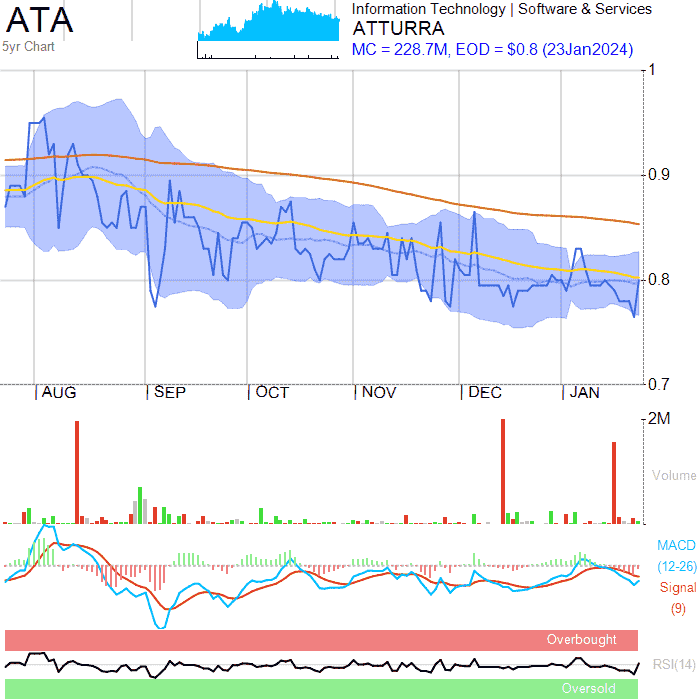 ATA
5yr Chart
Information Technology | Software & Services
ATTURRA
MC = 228.7M, EOD = $0.8 (23Jan2024)
1
0.9
0.8
0.7
AUG SEP OCT NOV DEC JAN
2M
Volume
MACD
(12-26)
Signal
(9)
Overbought
RSI(14)
Oversold